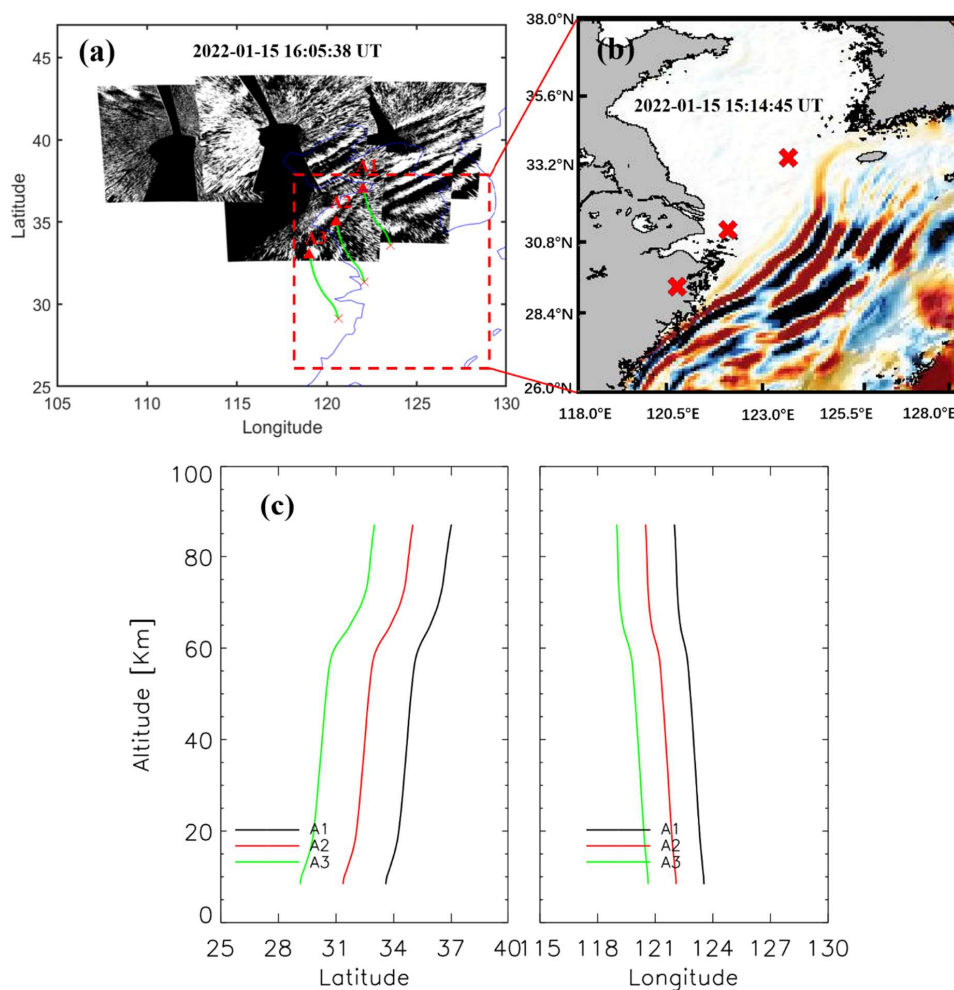 (a)
2022-01-15 16:05:38 UT
45
40
35
30
25
Latitude
A1
A2
A3
105
110
115
120
125
130
Longitude
(b)
2022-01-15 15:14:45 UT
38.0°N
35.6°N
33.2°N
30.8°N
28.4°N
26.0°N
118.0°E
120.5°E
123.0°E
125.5°E
128.0°E
(c)
Altitude [Km]
100
80
60
40
20
0
A1
A2
A3
25
28
31
34
37
40
Latitude
A1
A2
A3
115
118
121
124
127
130
Longitude